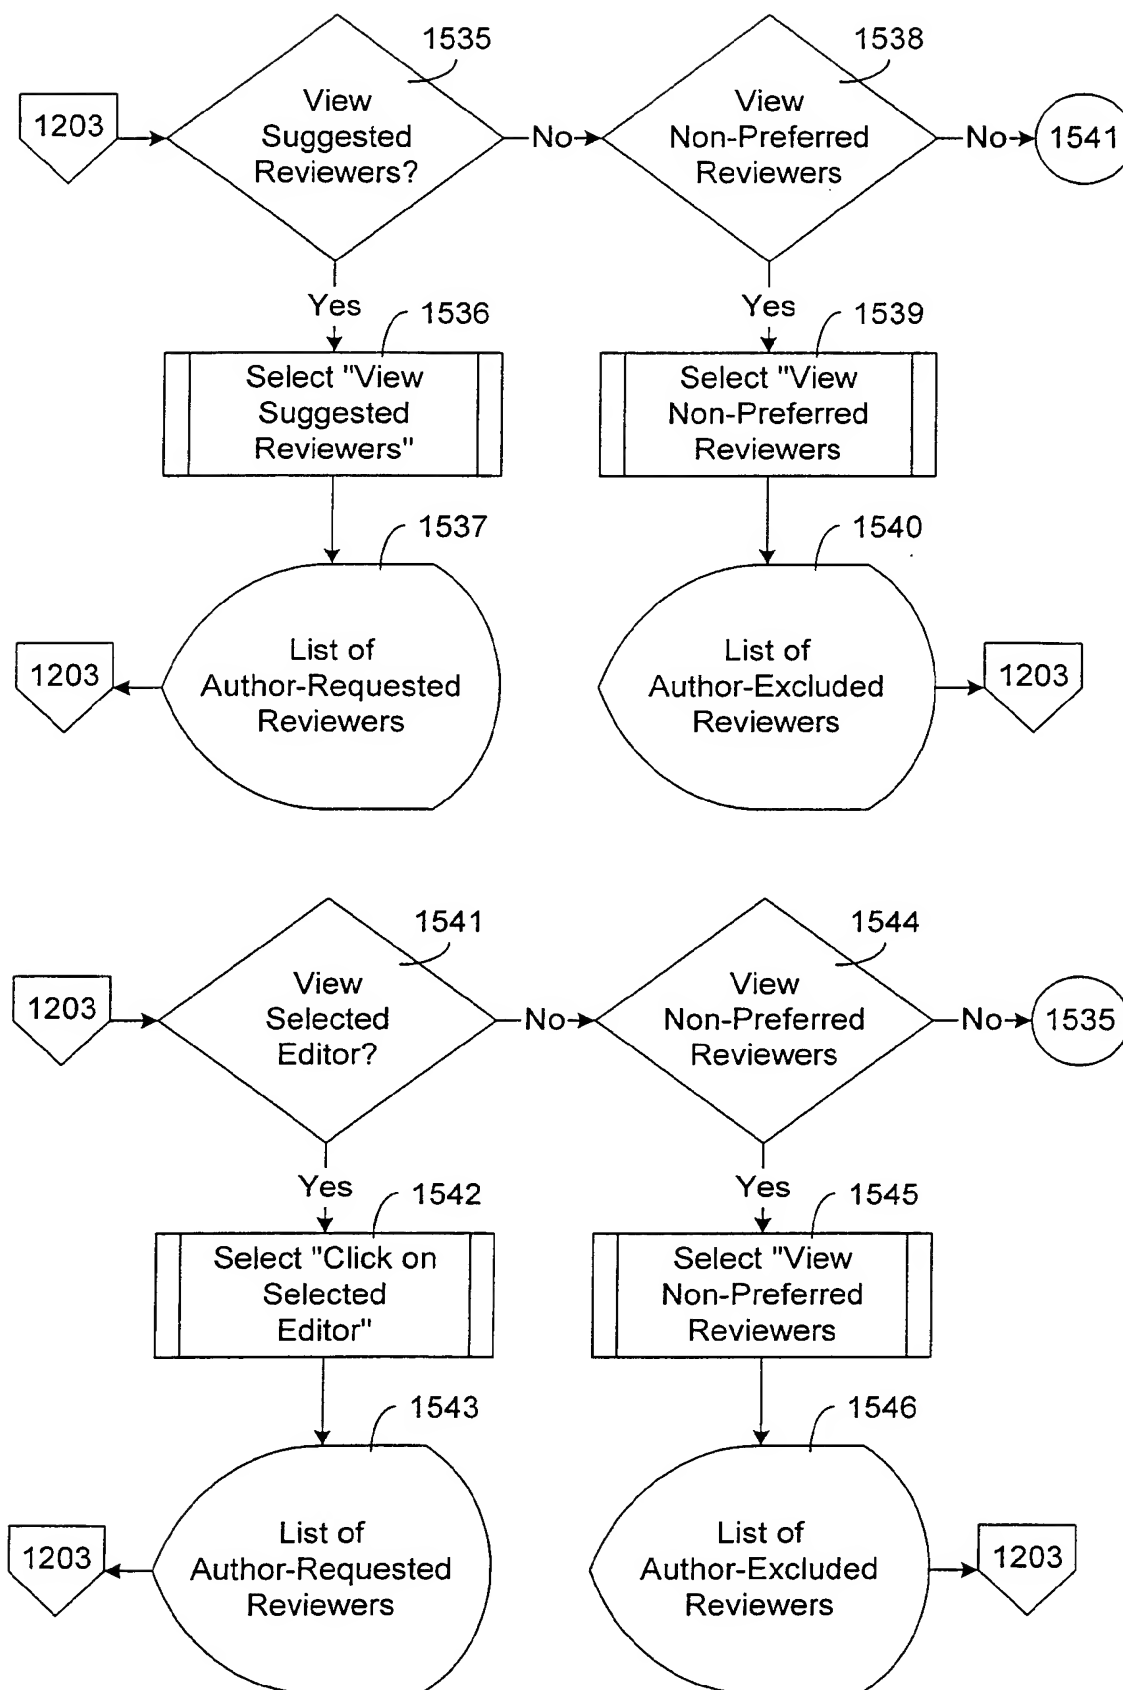 1535
1538
1203
View
Suggested
Reviewers?
No
View
Non-Preferred
Reviewers
No
1541
Yes
1536
Yes
1539
Select "View
Suggested
Reviewers"
Select "View
Non-Preferred
Reviewers
1537
1540
1203
List of
Author-Requested
Reviewers
List of
Author-Excluded
Reviewers
1203
1541
1544
1203
View
Selected
Editor?
No
View
Non-Preferred
Reviewers
No
1535
Yes
1542
Yes
1545
Select "Click on
Selected
Editor"
Select "View
Non-Preferred
Reviewers
1543
1546
1203
List of
Author-Requested
Reviewers
List of
Author-Excluded
Reviewers
1203